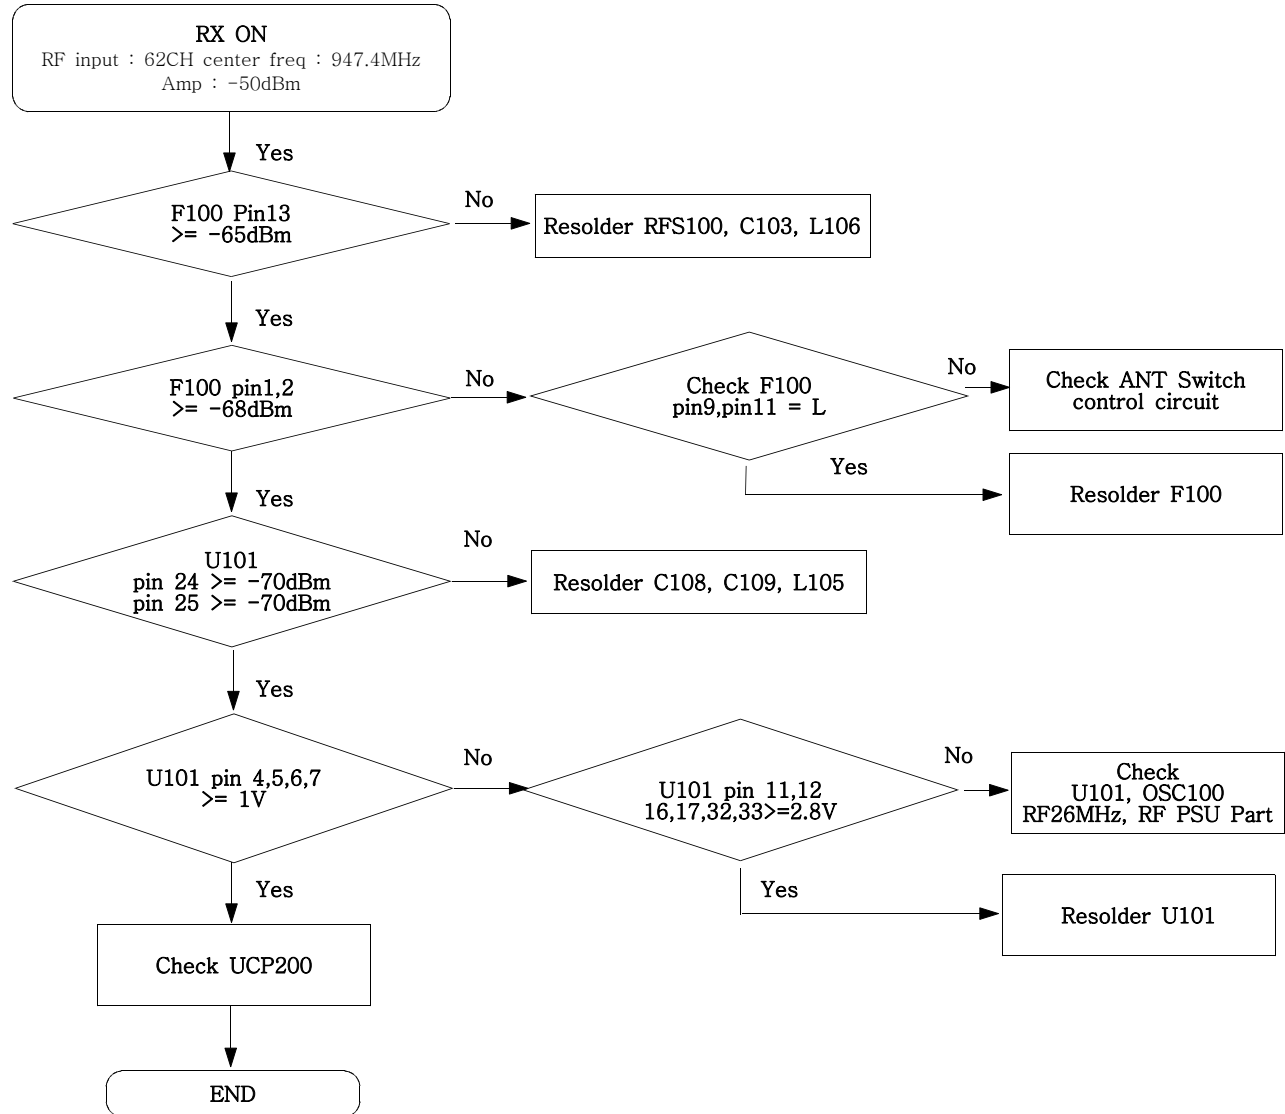 RX ON
RF input : 62CH center freq : 947.4MHz
Amp : -50dBm
Yes
F100 Pin13
>= -65dBm
No
Resolder RFS100, C103, L106
Yes
F100 pin1,2
>= -68dBm
No
Check F100
pin9,pin11 = L
No
Check ANT Switch
control circuit
Yes
Resolder F100
Yes
U101
pin 24 >= -70dBm
pin 25 >= -70dBm
No
Resolder C108, C109, L105
Yes
U101 pin 4,5,6,7
>= 1V
No
U101 pin 11,12
16,17,32,33>=2.8V
No
Check
U101, OSC100
RF26MHz, RF PSU Part
Yes
Resolder U101
Yes
Check UCP200
END